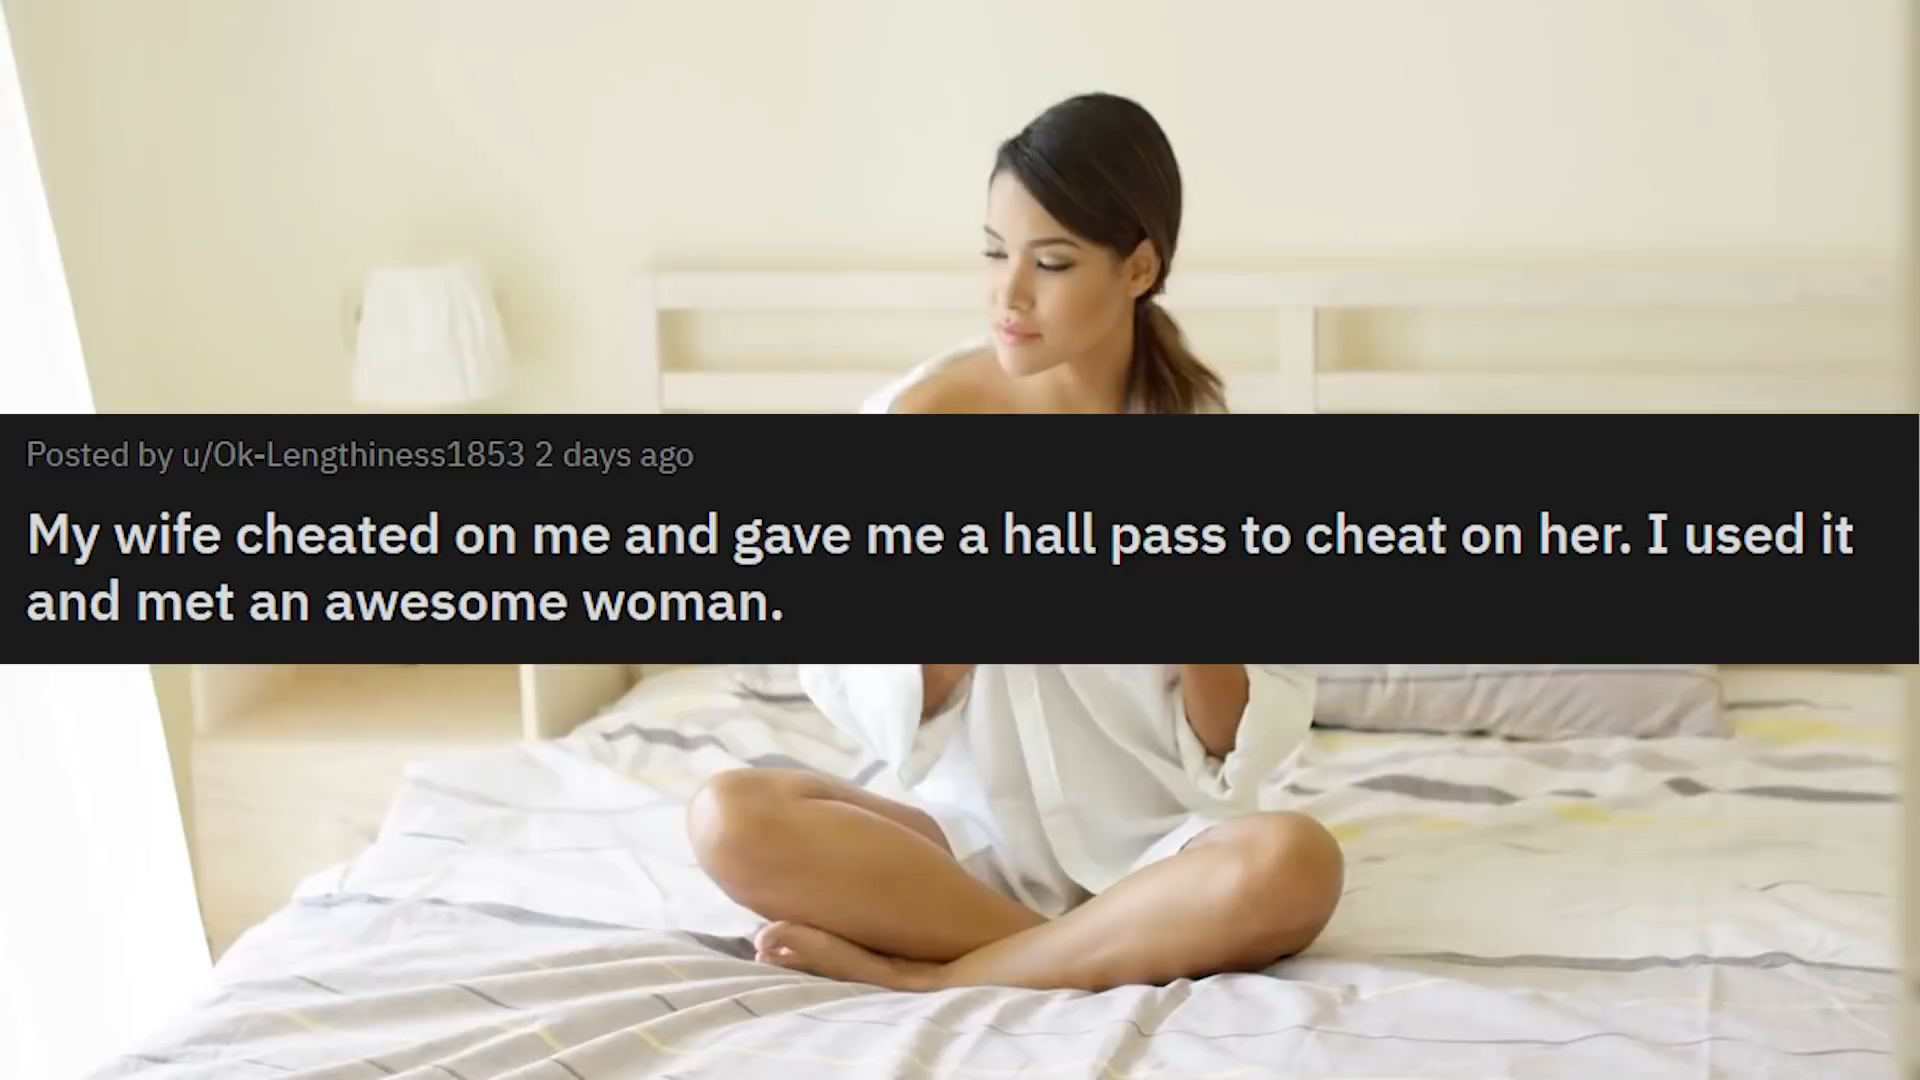 Posted by u/Ok-Lengthiness1853 2 days ago
My wife cheated on me and gave me a hall pass to cheat on her. I used it
and met an awesome woman.